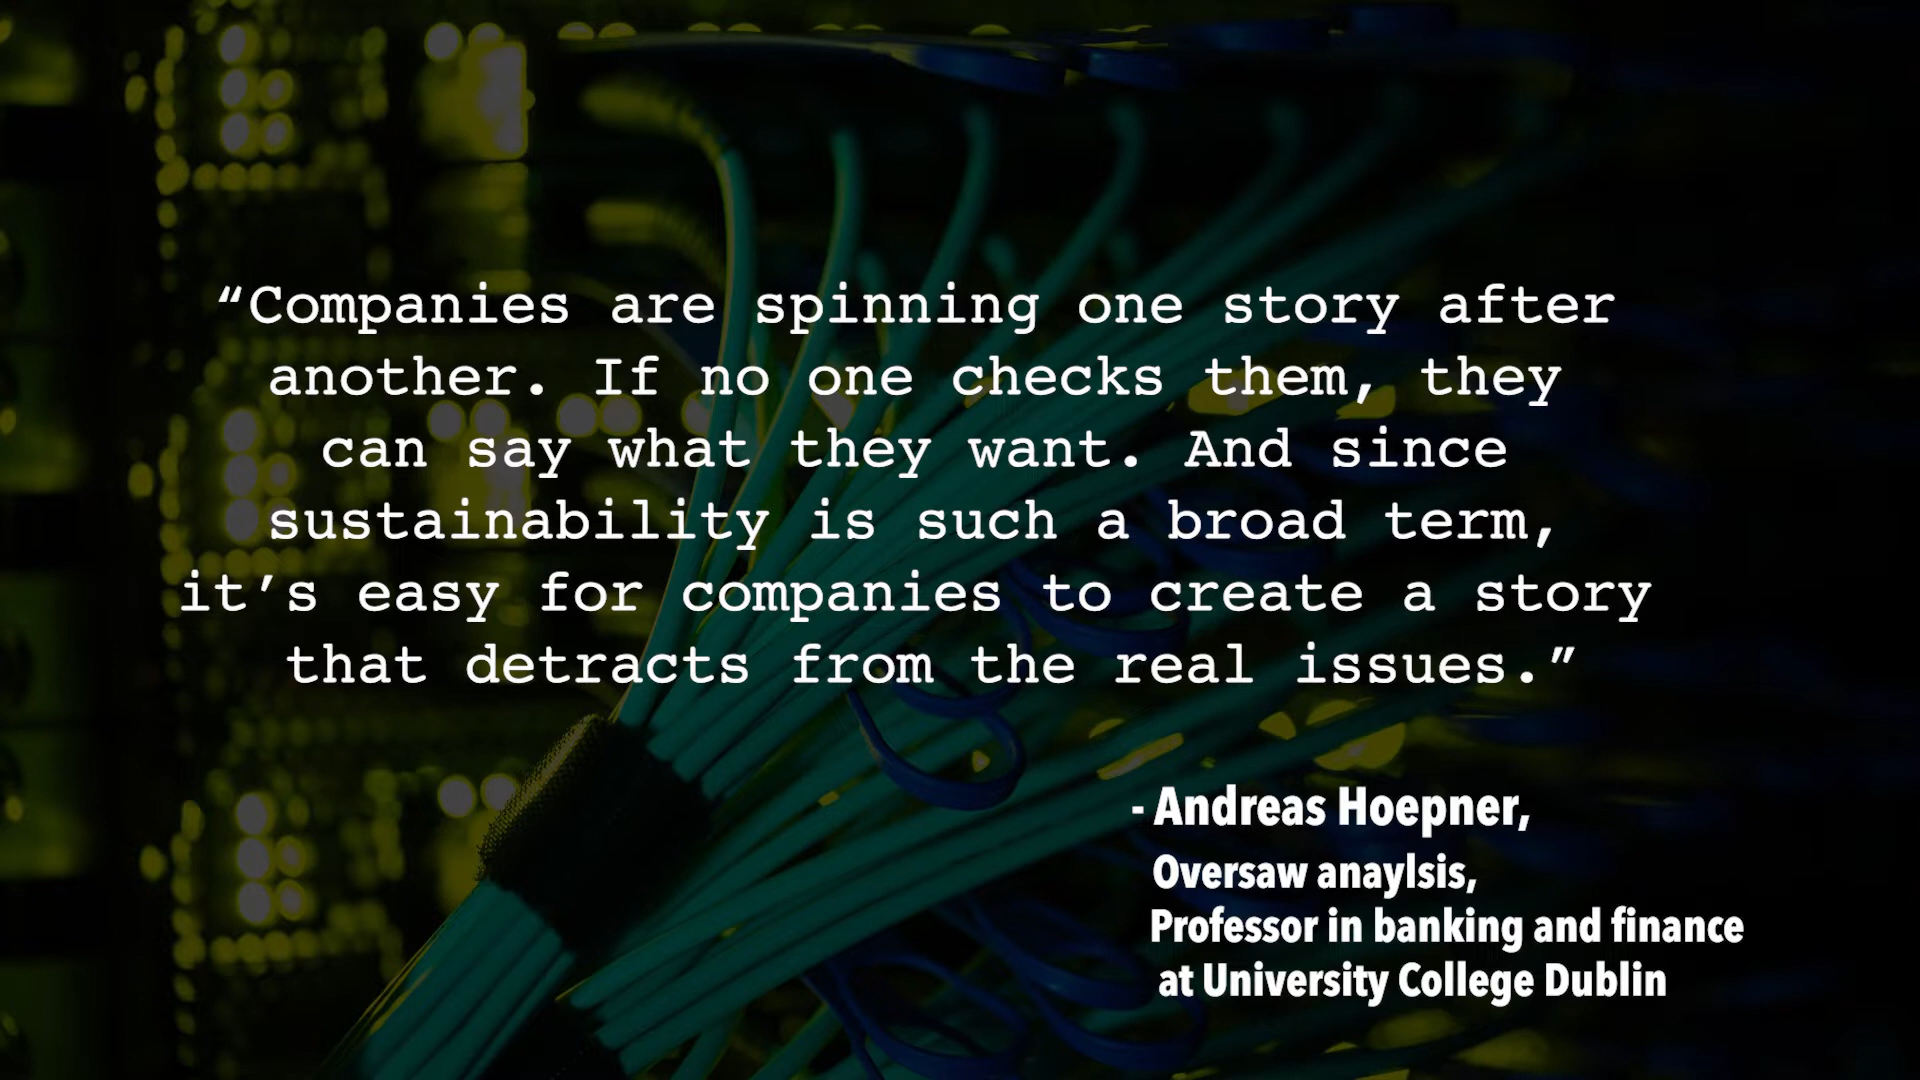 “Companies are spinning one story after
another. If no one checks them, they
can say what they want. And since
sustainability is such a broad term,
it’s easy for companies to create a story
that detracts from the real issues.”
- Andreas Hoepner,
Oversaw anaylsis,
Professor in banking and finance
at University College Dublin